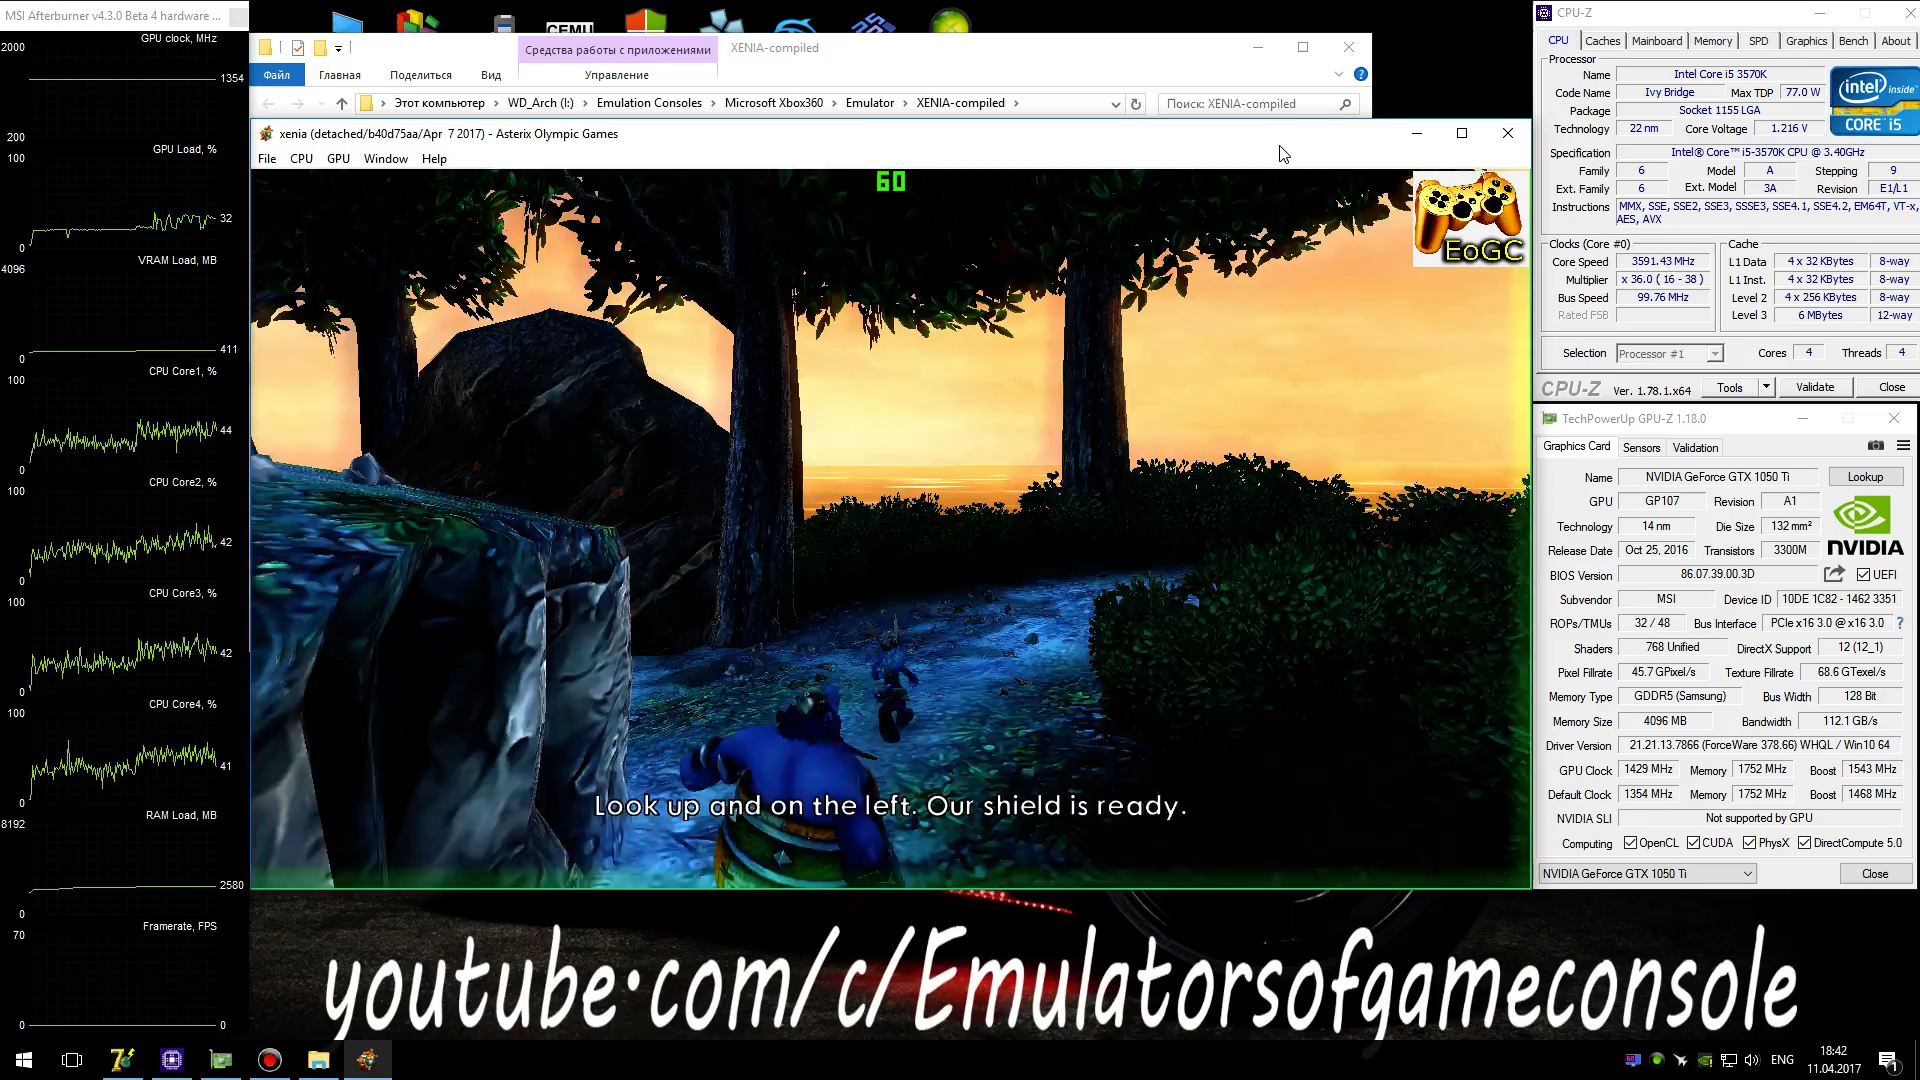 MSI Afterburner v4.3.0 Beta 4 hardware ...
GPU clock, MHz
2000
1354
200
GPU Load, %
100
32
0
VRAM Load, MB
4096
411
0
CPU Core1, %
100
44
0
CPU Core2, %
100
42
0
CPU Core3, %
100
42
0
CPU Core4, %
100
41
0
RAM Load, MB
8192
2580
0
Framerate, FPS
70
0
0
CEMU
Средства работы с приложениями
XENIA-compiled
Файл
Главная
Поделиться
Вид
Управление
Этот компьютер > WD_Arch (I:) > Emulation Consoles > Microsoft Xbox360 > Emulator > XENIA-compiled >
Поиск: XENIA-compiled
xenia (detached/b40d75aa/Apr 7 2017) - Asterix Olympic Games
File CPU GPU Window Help
60
EoGC
Look up and on the left. Our shield is ready.
youtube.com/c/Emulatorsofgameconsole
CPU-Z
CPU Caches Mainboard Memory SPD Graphics Bench About
Processor
Name Intel Core i5 3570K
Code Name Ivy Bridge Max TDP 77.0 W
Package Socket 1155 LGA
Technology 22 nm Core Voltage 1.216 V
intel inside
CORE i5
Specification Intel® Core™ i5-3570K CPU @ 3.40GHz
Family 6 Model A Stepping 9
Ext. Family 6 Ext. Model 3A Revision E1/L1
Instructions MMX, SSE, SSE2, SSE3, SSSE3, SSE4.1, SSE4.2, EM64T, VT-x,
AES, AVX
Clocks (Core #0)
Core Speed 3591.43 MHz
Multiplier x 36.0 ( 16 - 38 )
Bus Speed 99.76 MHz
Rated FSB
Cache
L1 Data 4 x 32 KBytes 8-way
L1 Inst. 4 x 32 KBytes 8-way
Level 2 4 x 256 KBytes 8-way
Level 3 6 MBytes 12-way
Selection Processor #1 Cores 4 Threads 4
CPU-Z Ver. 1.78.1.x64 Tools Validate Close
TechPowerUp GPU-Z 1.18.0
Graphics Card Sensors Validation
Name NVIDIA GeForce GTX 1050 Ti Lookup
GPU GP107 Revision A1
Technology 14 nm Die Size 132 mm²
Release Date Oct 25, 2016 Transistors 3300M
NVIDIA
BIOS Version 86.07.39.00.3D UEFI
Subvendor MSI Device ID 10DE 1C82 - 1462 3351
ROPs/TMUs 32 / 48 Bus Interface PCIe x16 3.0 @ x16 3.0 ?
Shaders 768 Unified DirectX Support 12 (12_1)
Pixel Fillrate 45.7 GPixel/s Texture Fillrate 68.6 GTexel/s
Memory Type GDDR5 (Samsung) Bus Width 128 Bit
Memory Size 4096 MB Bandwidth 112.1 GB/s
Driver Version 21.21.13.7866 (ForceWare 378.66) WHQL / Win10 64
GPU Clock 1429 MHz Memory 1752 MHz Boost 1543 MHz
Default Clock 1354 MHz Memory 1752 MHz Boost 1468 MHz
NVIDIA SLI Not supported by GPU
Computing OpenCL CUDA PhysX DirectCompute 5.0
NVIDIA GeForce GTX 1050 Ti Close
ENG
18:42
11.04.2017
1